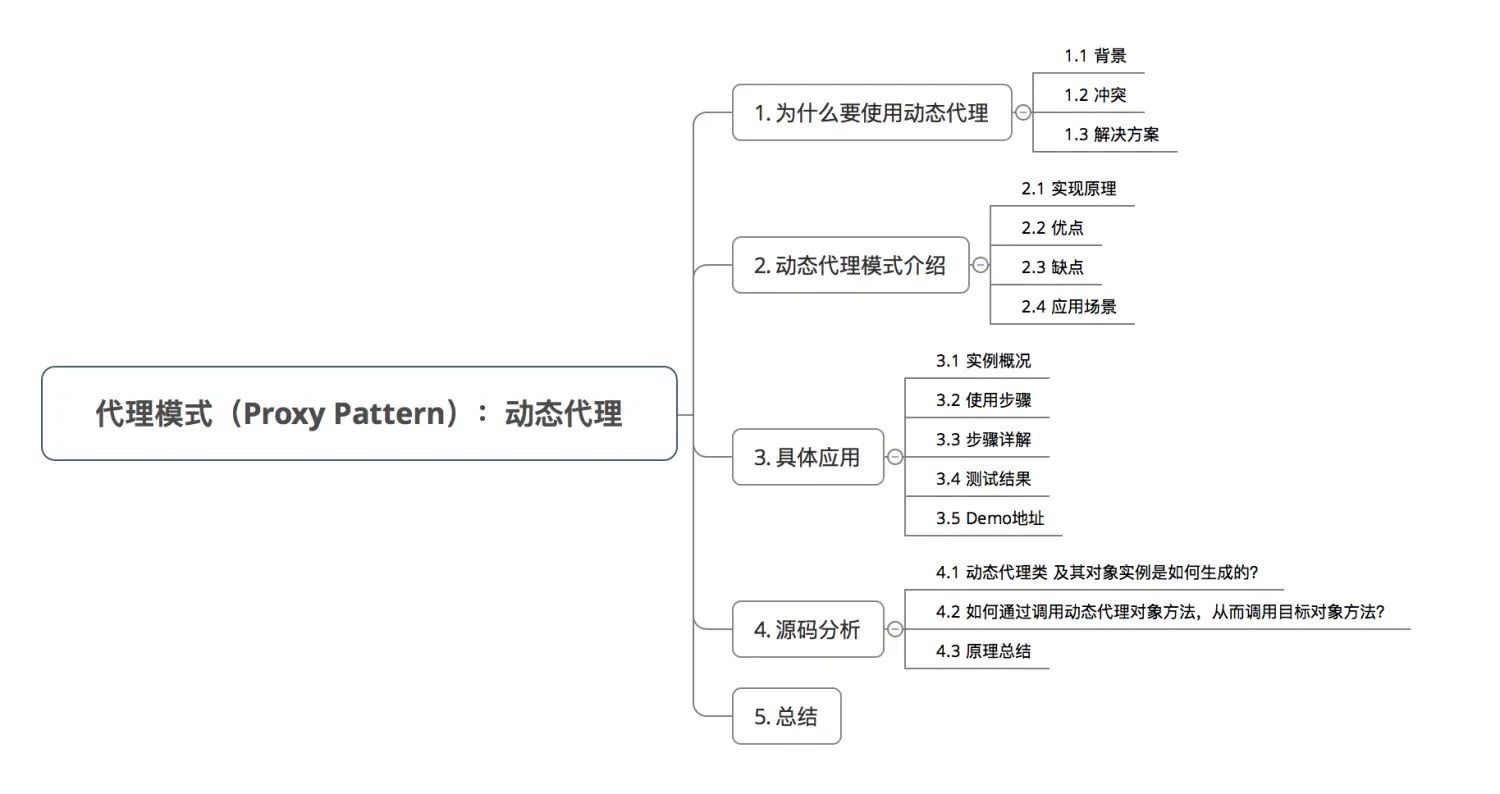 代理模式（Proxy Pattern）：动态代理
1. 为什么要使用动态代理
1.1 背景
1.2 冲突
1.3 解决方案
2. 动态代理模式介绍
2.1 实现原理
2.2 优点
2.3 缺点
2.4 应用场景
3. 具体应用
3.1 实例概况
3.2 使用步骤
3.3 步骤详解
3.4 测试结果
3.5 Demo地址
4. 源码分析
4.1 动态代理类 及其对象实例是如何生成的？
4.2 如何通过调用动态代理对象方法，从而调用目标对象方法？
4.3 原理总结
5. 总结